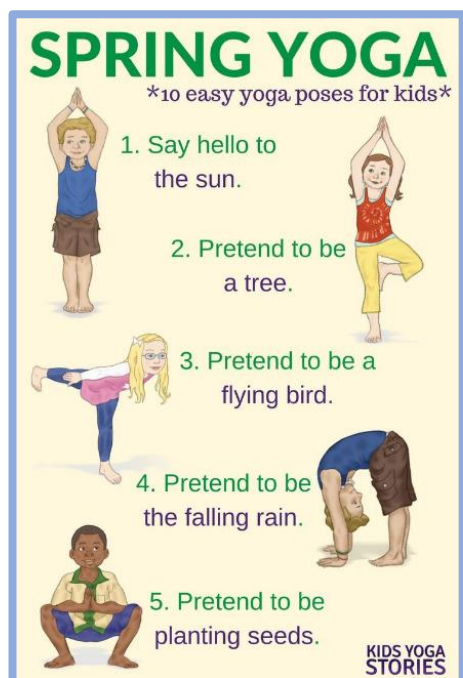 SPRING YOGA
*10 easy yoga poses for kids*
1. Say hello to
the sun.
2. Pretend to be
a tree.
3. Pretend to be a
flying bird.
4. Pretend to be
the falling rain.
5. Pretend to be
planting seeds.
KIDS YOGA
STORIES